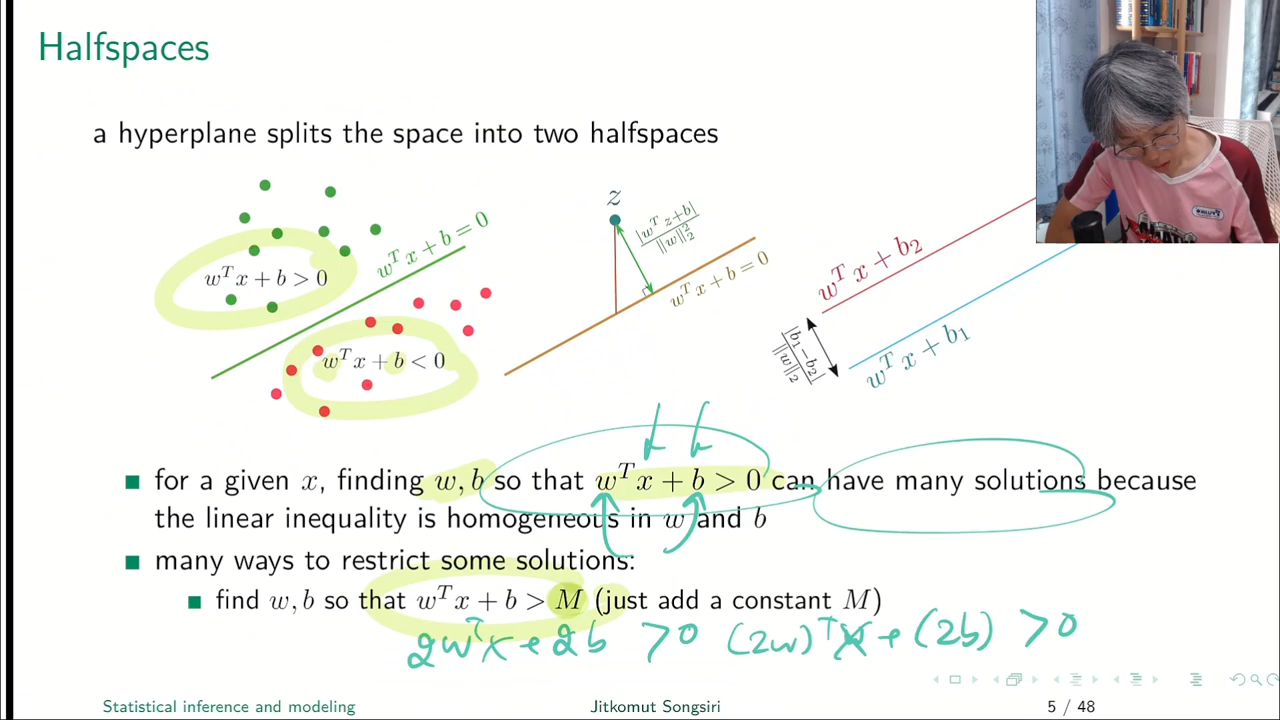 Halfspaces
a hyperplane splits the space into two halfspaces
w^T x + b > 0
w^T x + b = 0
w^T x + b < 0
z
|w^T z+b|
‖w‖_2^2
w^T x + b = 0
w^T x + b_2
|b_1 − b_2|
‖w‖_2
w^T x + b_1
for a given x, finding w, b so that w^T x + b > 0 can have many solutions because
the linear inequality is homogeneous in w and b
many ways to restrict some solutions:
find w, b so that w^T x + b > M (just add a constant M)
2w^T x + 2b > 0 (2w)^T x + (2b) > 0
Statistical inference and modeling
Jitkomut Songsiri
5 / 48